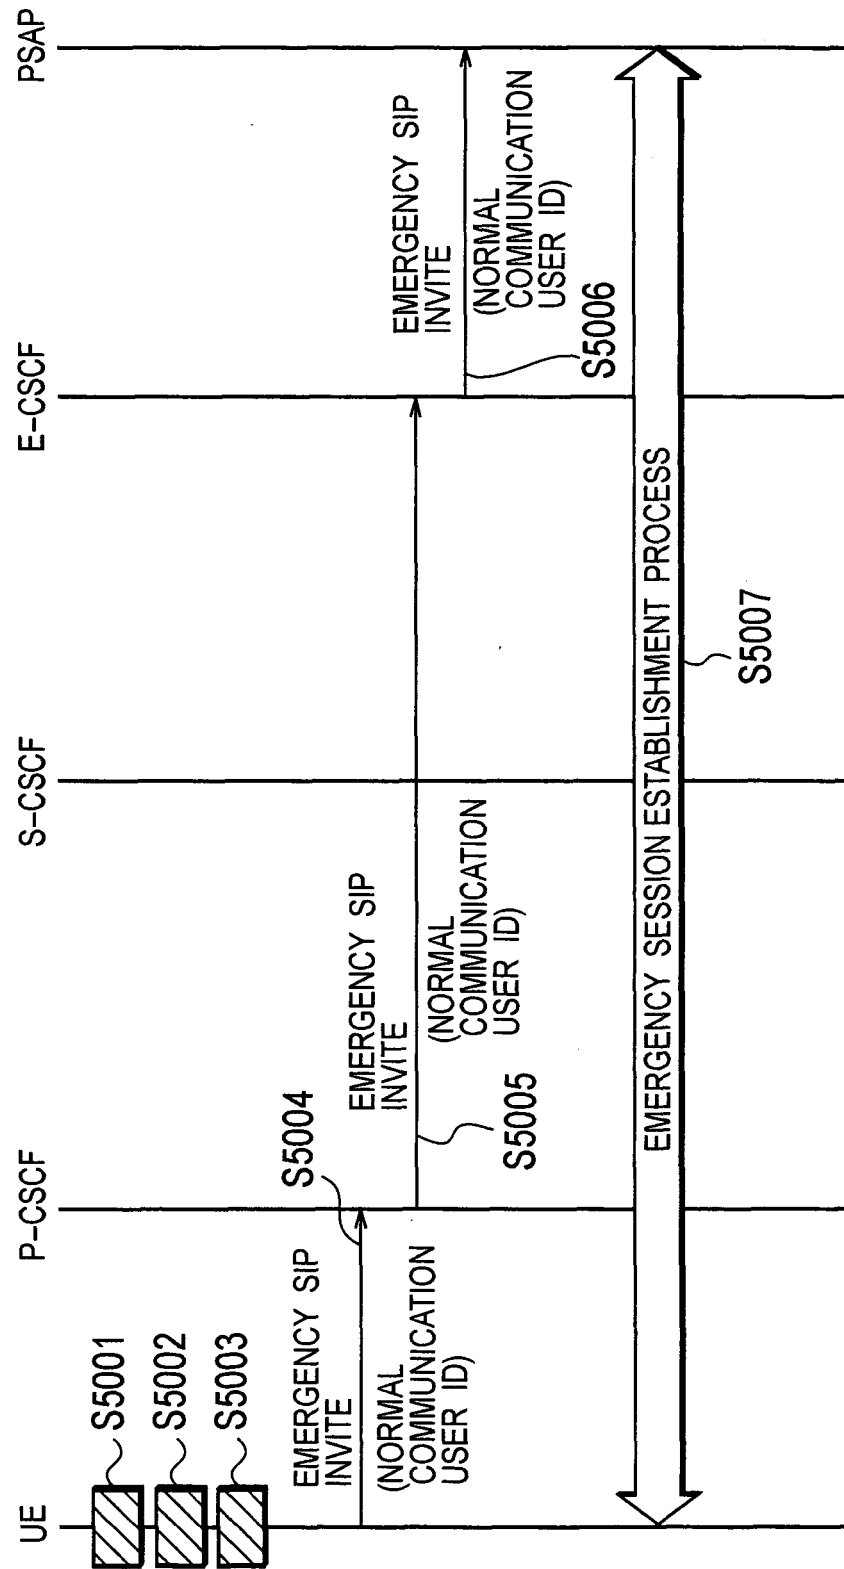 UE
P-CSCF
S-CSCF
E-CSCF
PSAP
S5001
S5002
S5003
EMERGENCY SIP
INVITE
(NORMAL
COMMUNICATION
USER ID)
S5004
EMERGENCY SIP
INVITE
(NORMAL
COMMUNICATION
USER ID)
S5005
EMERGENCY SIP
INVITE
(NORMAL
COMMUNICATION
USER ID)
S5006
EMERGENCY SESSION ESTABLISHMENT PROCESS
S5007